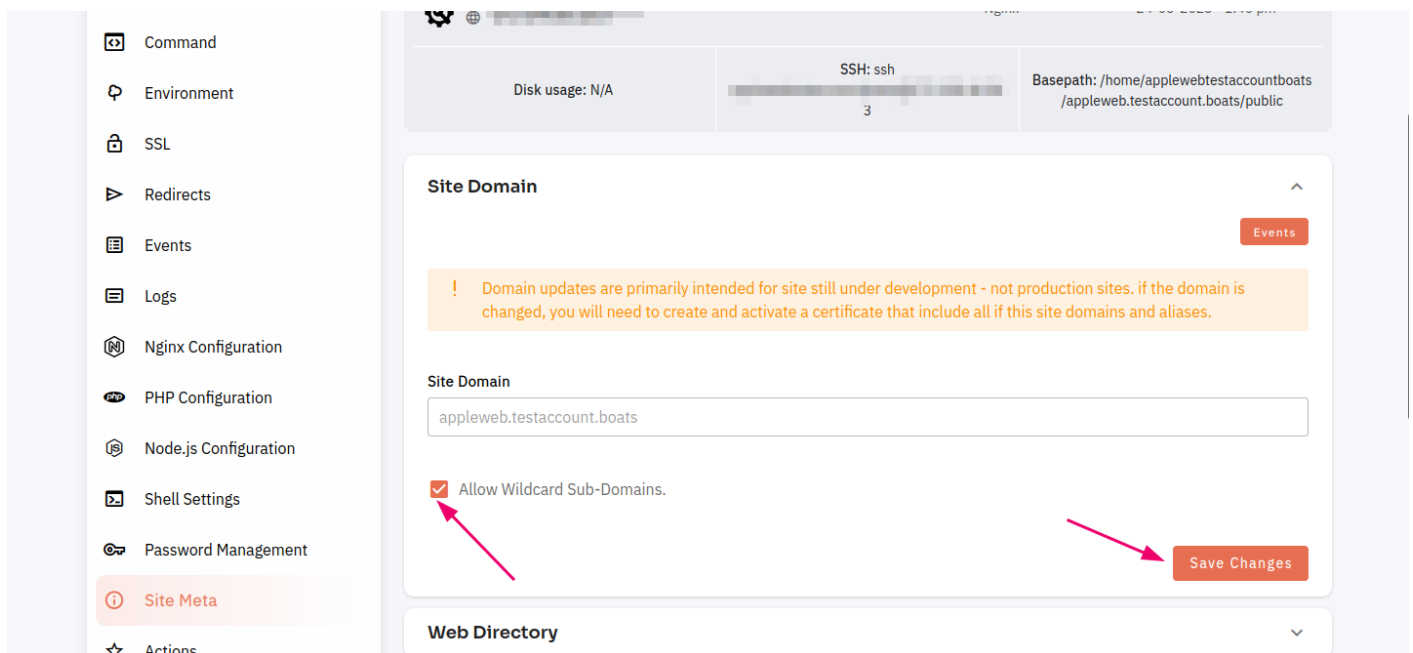 Command
Environment
SSL
Redirects
Events
Logs
Nginx Configuration
PHP Configuration
Node.js Configuration
Shell Settings
Password Management
Site Meta
Actions
Disk usage: N/A
SSH: ssh
3
Basepath: /home/applewebtestaccountboats
/appleweb.testaccount.boats/public
Site Domain
Events
! Domain updates are primarily intended for site still under development - not production sites. if the domain is
changed, you will need to create and activate a certificate that include all if this site domains and aliases.
Site Domain
appleweb.testaccount.boats
Allow Wildcard Sub-Domains.
Save Changes
Web Directory